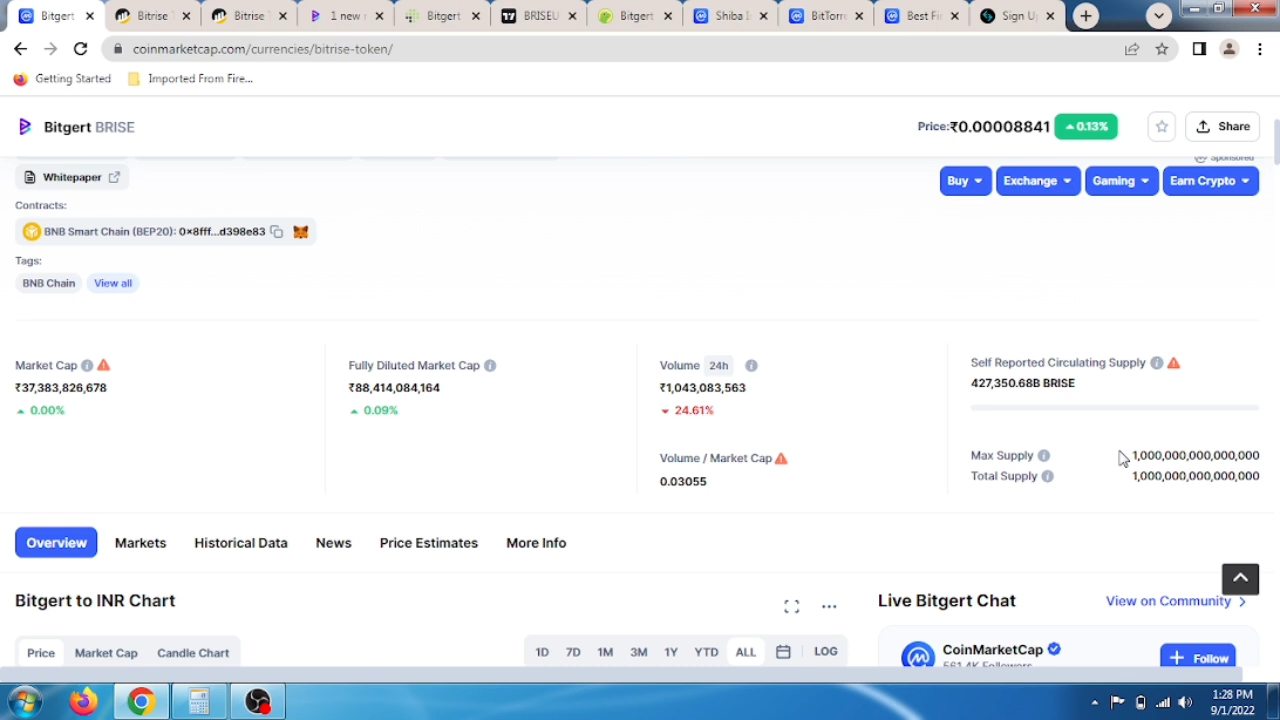 Bitgert
Bitrise T
Bitrise T
1 new r
Bitgert
BRISEU
Bitgert
Shiba I
BitTorre
Best Fi
Sign U
coinmarketcap.com/currencies/bitrise-token/
Getting Started
Imported From Fire...
Bitgert BRISE
Price:₹0.00008841
0.13%
Share
Sponsored
Whitepaper
Buy
Exchange
Gaming
Earn Crypto
Contracts:
BNB Smart Chain (BEP20): 0x8fff...d398e83
Tags:
BNB Chain
View all
Market Cap
₹37,383,826,678
0.00%
Fully Diluted Market Cap
₹88,414,084,164
0.09%
Volume 24h
₹1,043,083,563
24.61%
Volume / Market Cap
0.03055
Self Reported Circulating Supply
427,350.68B BRISE
Max Supply 1,000,000,000,000,000
Total Supply 1,000,000,000,000,000
Overview
Markets
Historical Data
News
Price Estimates
More Info
Bitgert to INR Chart
Live Bitgert Chat
View on Community
Price
Market Cap
Candle Chart
1D
7D
1M
3M
1Y
YTD
ALL
LOG
CoinMarketCap
561.4K Followers
Follow
1:28 PM
9/1/2022